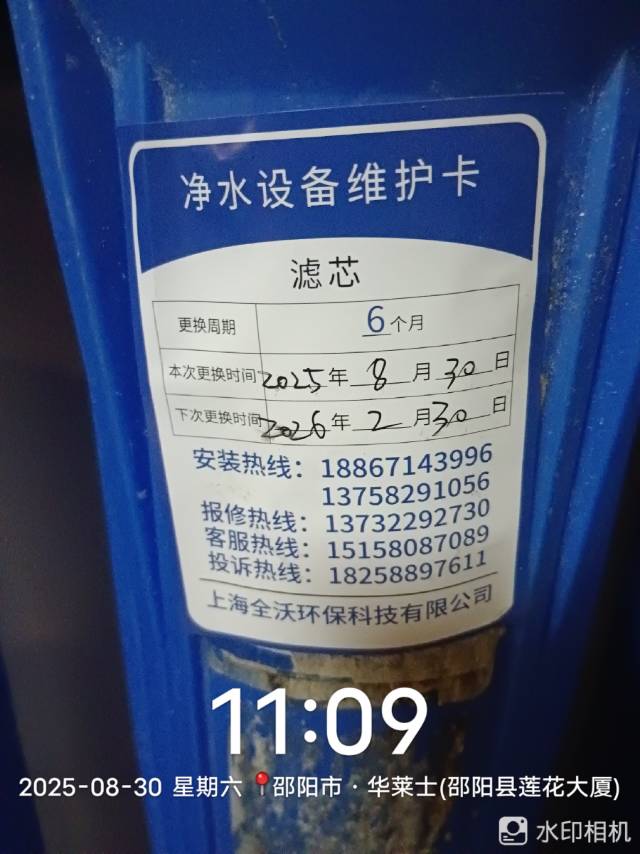 净水设备维护卡
滤芯
更换周期 6个月
本次更换时间 2025年 8 月 30 日
下次更换时间 2026年 2 月 30 日
安装热线：18867143996
13758291056
报修热线：13732292730
客服热线：15158087089
投诉热线：18258897611
上海全沃环保科技有限公司
11:09
2025-08-30 星期六 邵阳市·华莱士(邵阳县莲花大厦)
水印相机